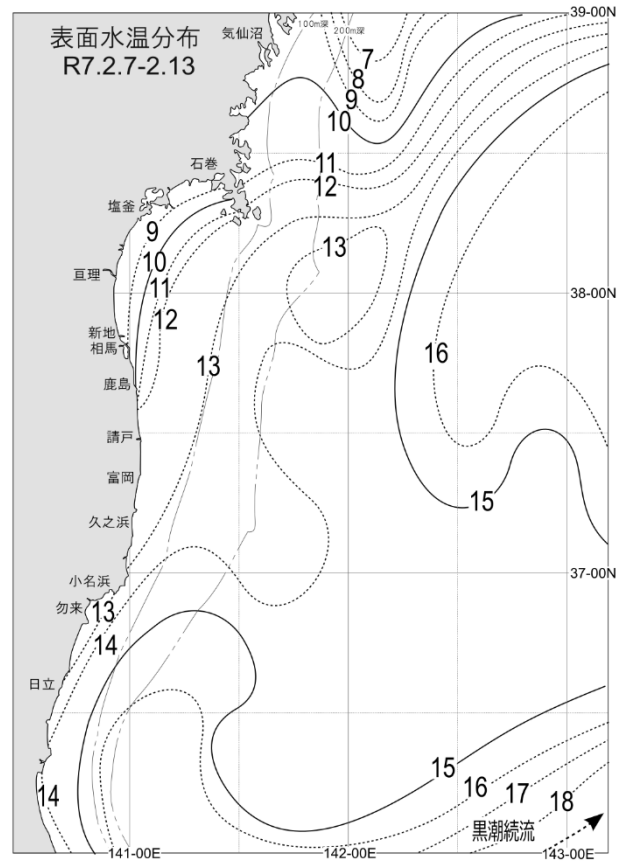 39-00N
100m深
200m深
表面水温分布
R7.2.7-2.13
気仙沼
7
8
9
10
石巻
11
12
塩釜
9
13
10
亘理
11
38-00N
12
新地
相馬
16
13
鹿島
請戸
富岡
15
久之浜
37-00N
小名浜
勿来
13
14
日立
15
16
14
17
18
黒潮続流
141-00E
142-00E
143-00E